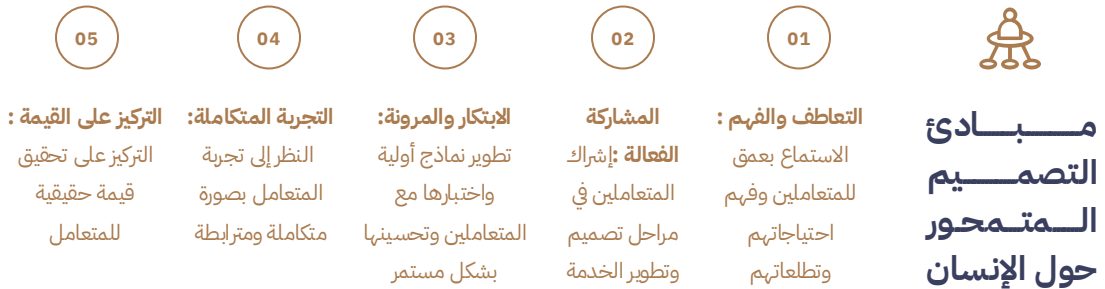 مبادئ
التصميم
المتمحور
حول الإنسان
01
التعاطف والفهم :
الاستماع بعمق
للمتعاملين وفهم
احتياجاتهم
وتطلعاتهم
02
المشاركة
الفعالة :إشراك
المتعاملين في
مراحل تصميم
وتطوير الخدمة
03
الابتكار والمرونة:
تطوير نماذج أولية
واختبارها مع
المتعاملين وتحسينها
بشكل مستمر
04
التجربة المتكاملة:
النظر إلى تجربة
المتعامل بصورة
متكاملة ومترابطة
05
التركيز على القيمة :
التركيز على تحقيق
قيمة حقيقية
للمتعامل